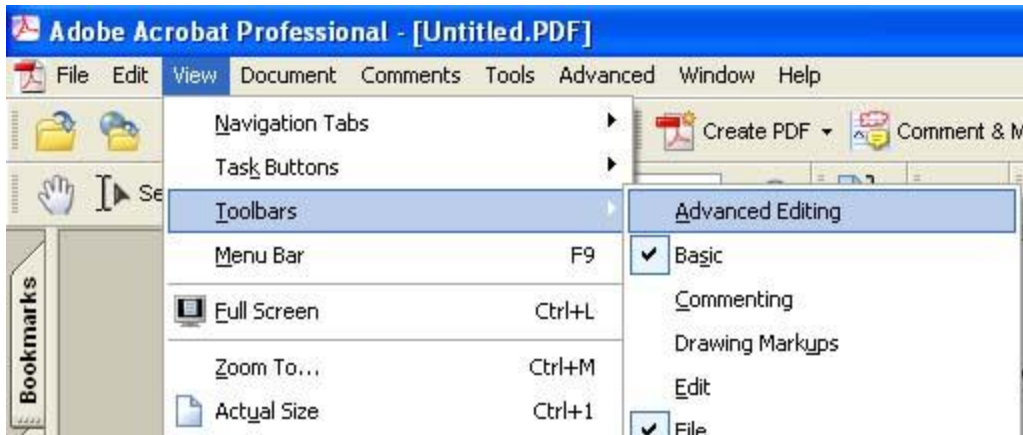 Adobe Acrobat Professional - [Untitled.PDF]
File Edit View Document Comments Tools Advanced Window Help
Navigation Tabs
Create PDF
Comment &
Task Buttons
Toolbars
Advanced Editing
Menu Bar F9
Basic
Commenting
Full Screen Ctrl+L
Drawing Markups
Zoom To... Ctrl+M
Edit
Actual Size Ctrl+1
File
Bookmarks